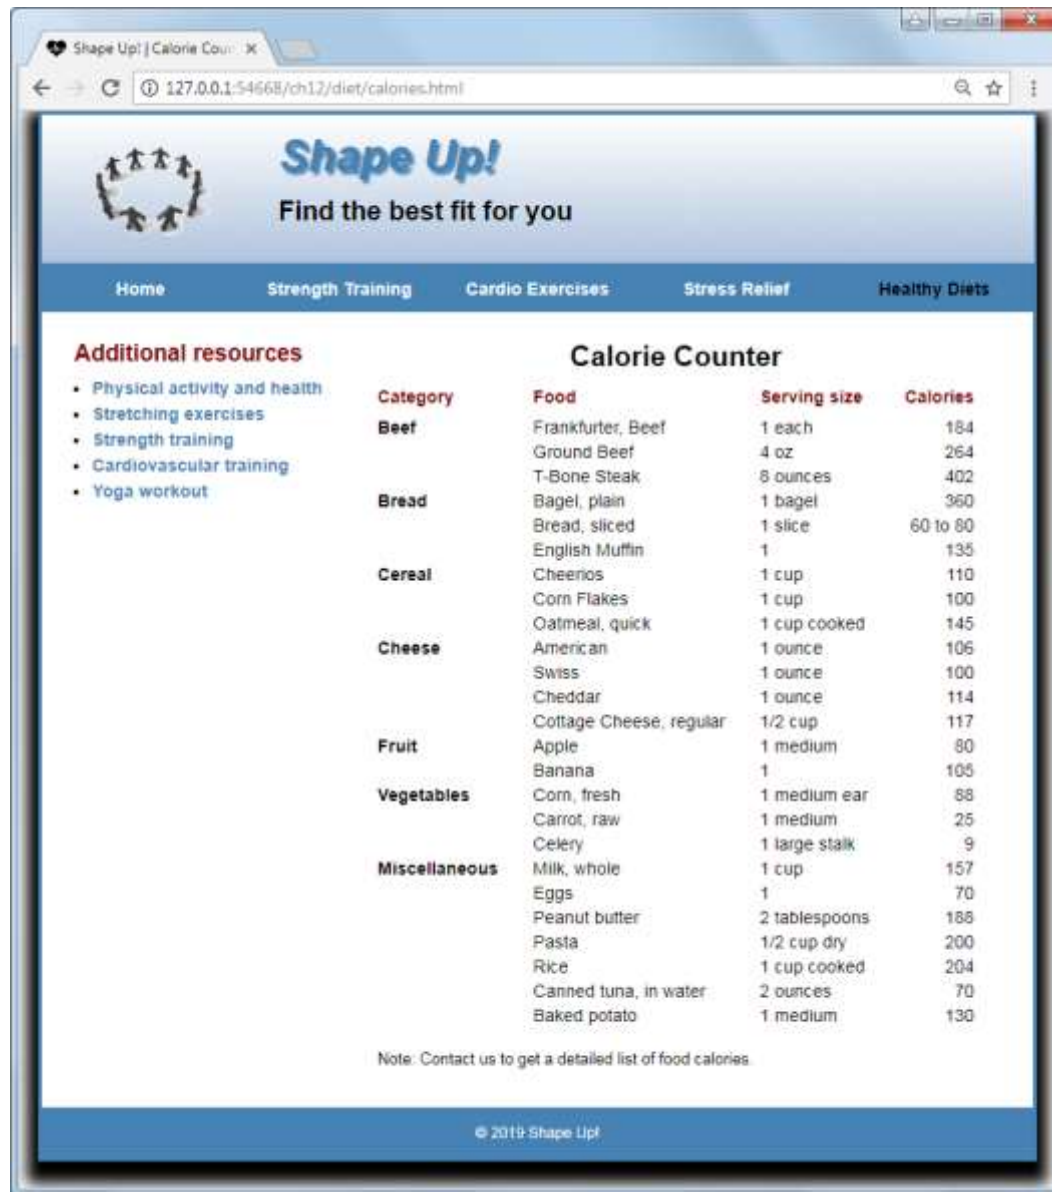 Shape Up! | Calorie Cou
127.0.0.1:54668/ch12/diet/calories.html
Shape Up!
Find the best fit for you
Home Strength Training Cardio Exercises Stress Relief Healthy Diets
Additional resources
• Physical activity and health
• Stretching exercises
• Strength training
• Cardiovascular training
• Yoga workout
Calorie Counter
Category Food Serving size Calories
Beef Frankfurter, Beef 1 each 184
Ground Beef 4 oz 264
T-Bone Steak 8 ounces 402
Bread Bagel, plain 1 bagel 360
Bread, sliced 1 slice 60 to 80
English Muffin 1 135
Cereal Cheerios 1 cup 110
Corn Flakes 1 cup 100
Oatmeal, quick 1 cup cooked 145
Cheese American 1 ounce 106
Swiss 1 ounce 100
Cheddar 1 ounce 114
Cottage Cheese, regular 1/2 cup 117
Fruit Apple 1 medium 80
Banana 1 105
Vegetables Corn, fresh 1 medium ear 88
Carrot, raw 1 medium 25
Celery 1 large stalk 9
Miscellaneous Milk, whole 1 cup 157
Eggs 1 70
Peanut butter 2 tablespoons 188
Pasta 1/2 cup dry 200
Rice 1 cup cooked 204
Canned tuna, in water 2 ounces 70
Baked potato 1 medium 130
Note: Contact us to get a detailed list of food calories.
© 2019 Shape Up!